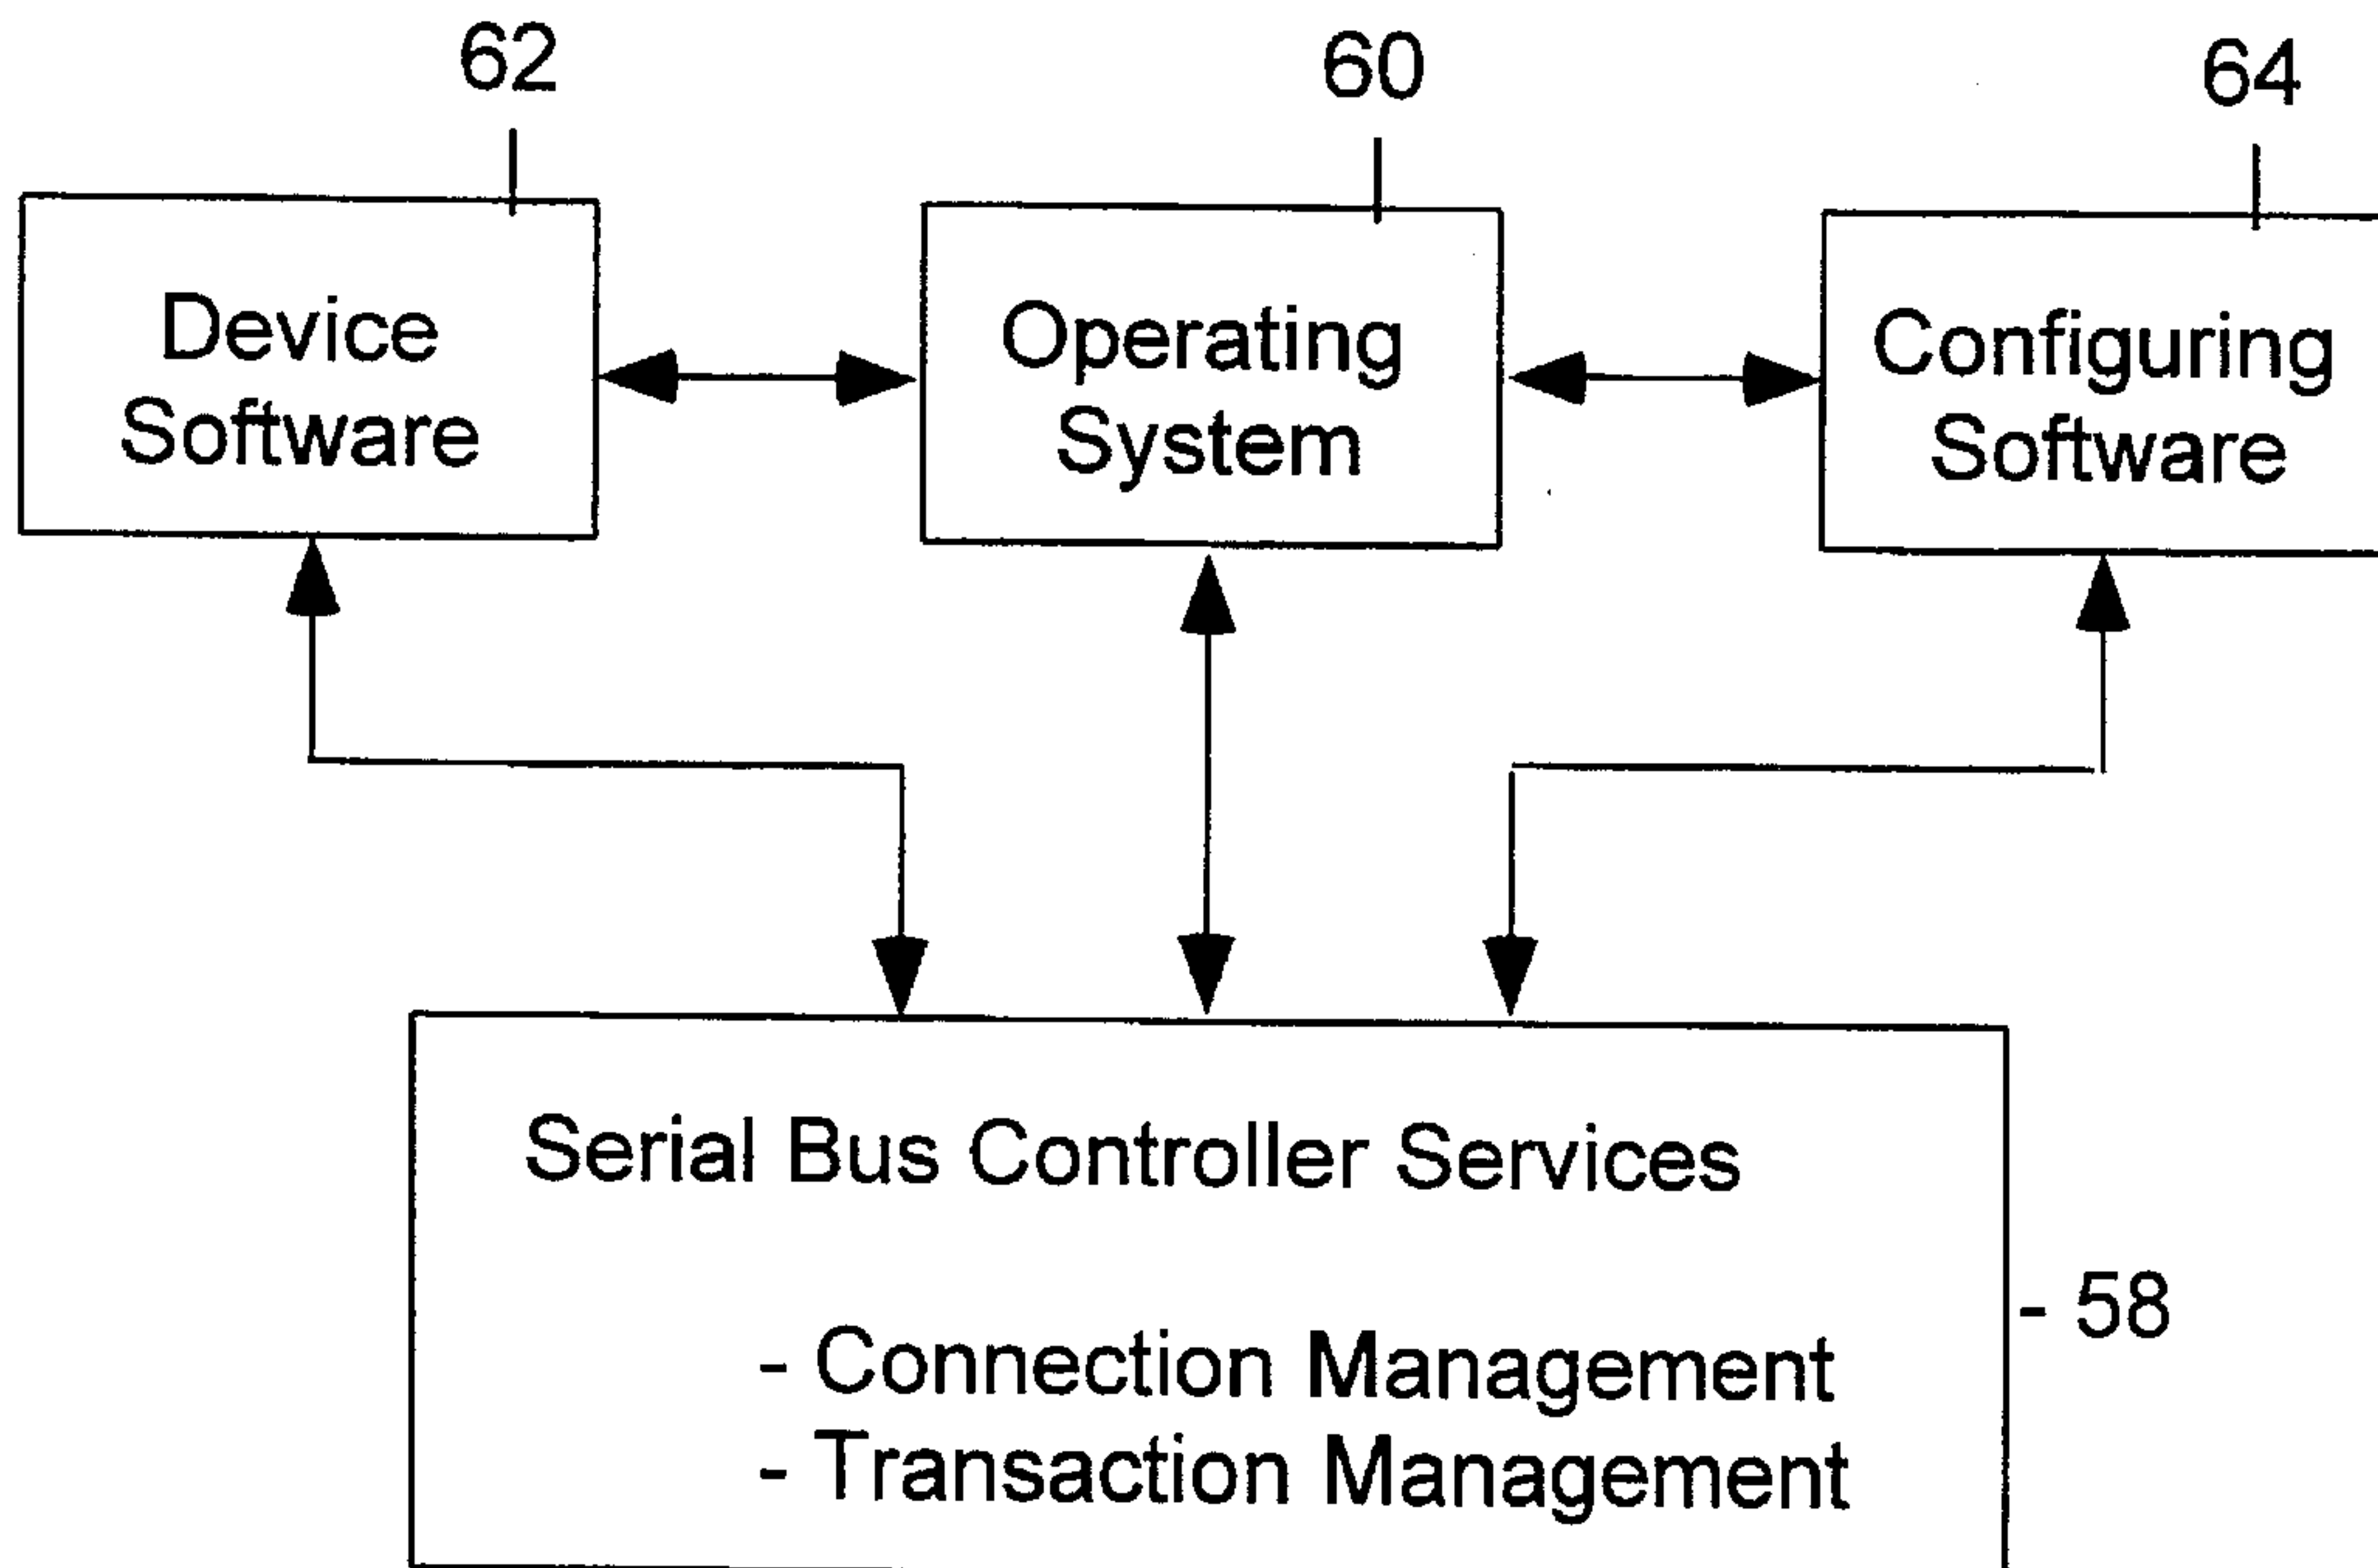 62
60
64
Device
Software
Operating
System
Configuring
Software
Serial Bus Controller Services
- 58
- Connection Management
- Transaction Management